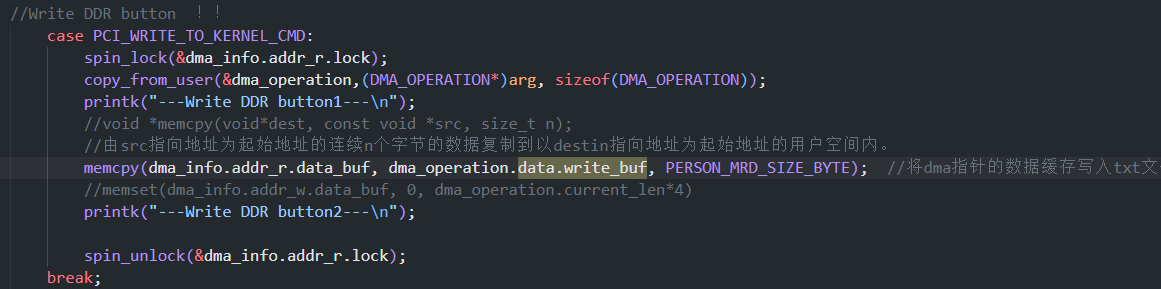 //Write DDR button ！！
case PCI_WRITE_TO_KERNEL_CMD:
spin_lock(&dma_info.addr_r.lock);
copy_from_user(&dma_operation,(DMA_OPERATION*)arg, sizeof(DMA_OPERATION));
printk("---Write DDR button1---\n");
//void *memcpy(void*dest, const void *src, size_t n);
//由src指向地址为起始地址的连续n个字节的数据复制到以destin指向地址为起始地址的用户空间内。
memcpy(dma_info.addr_r.data_buf, dma_operation.data.write_buf, PERSON_MRD_SIZE_BYTE); //将dma指针的数据缓存写入txt文
//memset(dma_info.addr_w.data_buf, 0, dma_operation.current_len*4)
printk("---Write DDR button2---\n");
spin_unlock(&dma_info.addr_r.lock);
break;